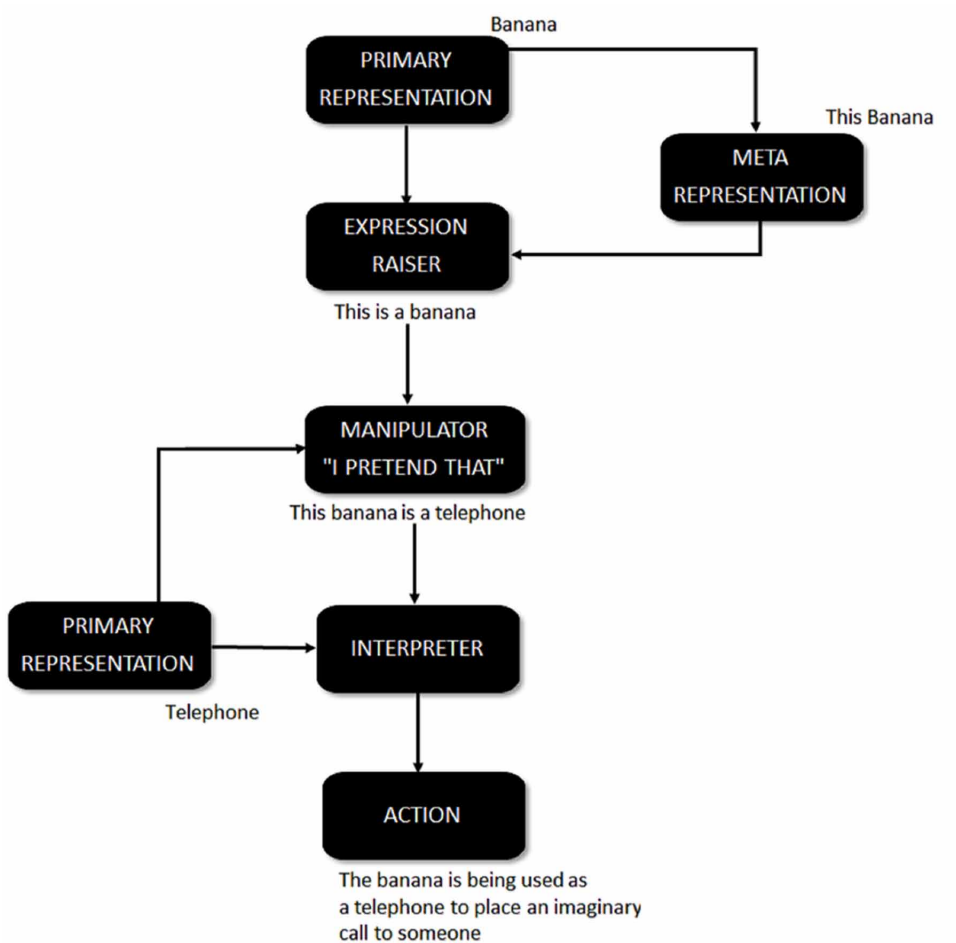 Banana
PRIMARY
REPRESENTATION
This Banana
META
REPRESENTATION
EXPRESSION
RAISER
This is a banana
MANIPULATOR
"I PRETEND THAT"
This banana is a telephone
PRIMARY
REPRESENTATION
INTERPRETER
Telephone
ACTION
The banana is being used as
a telephone to place an imaginary
call to someone